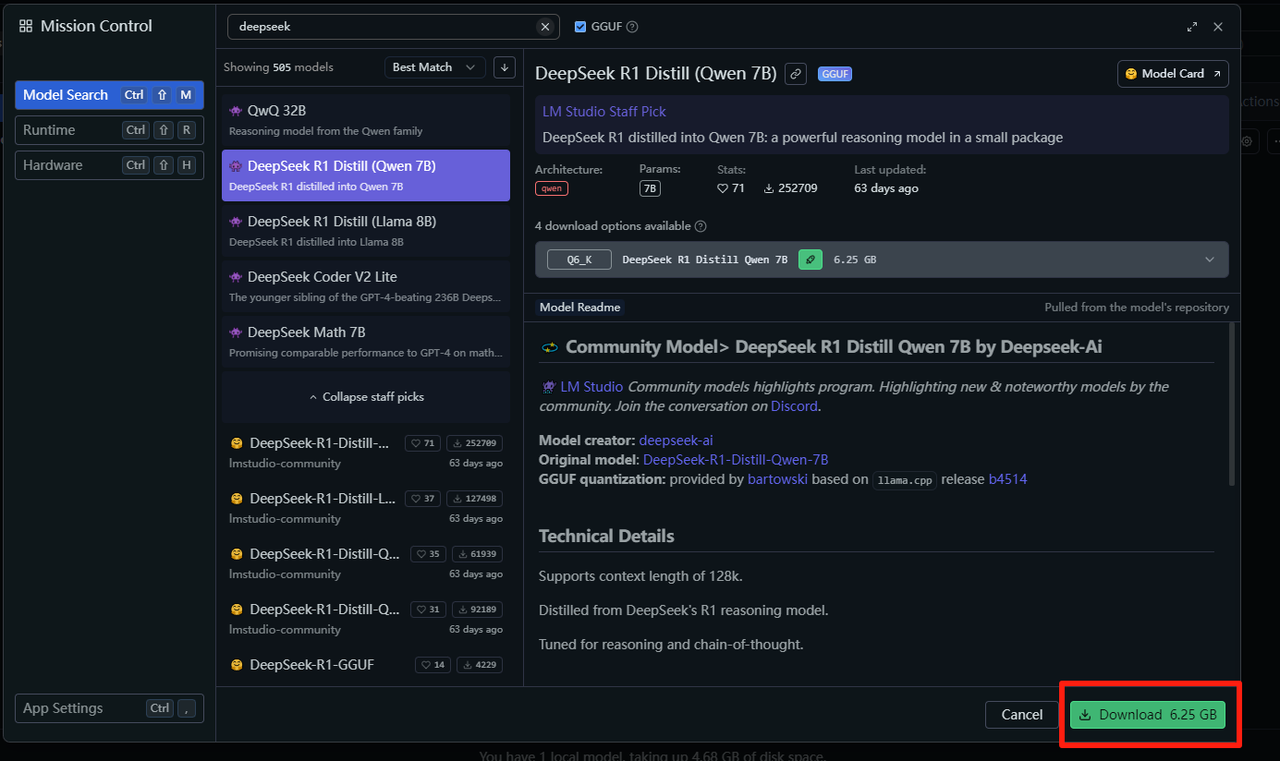 Mission Control
Model Search Ctrl ⇧ M
Runtime Ctrl ⇧ R
Hardware Ctrl ⇧ H
App Settings Ctrl ,
deepseek
GGUF
Showing 505 models Best Match
QwQ 32B
Reasoning model from the Qwen family
DeepSeek R1 Distill (Qwen 7B)
DeepSeek R1 distilled into Qwen 7B
DeepSeek R1 Distill (Llama 8B)
DeepSeek R1 distilled into Llama 8B
DeepSeek Coder V2 Lite
The younger sibling of the GPT-4-beating 236B Deeps...
DeepSeek Math 7B
Promising comparable performance to GPT-4 on math...
Collapse staff picks
DeepSeek-R1-Distill-... 71 252709
lmstudio-community 63 days ago
DeepSeek-R1-Distill-L... 37 127498
lmstudio-community 63 days ago
DeepSeek-R1-Distill-Q... 35 61939
lmstudio-community 63 days ago
DeepSeek-R1-Distill-Q... 31 92189
lmstudio-community 63 days ago
DeepSeek-R1-GGUF 14 4229
DeepSeek R1 Distill (Qwen 7B) GGUF
Model Card
LM Studio Staff Pick
DeepSeek R1 distilled into Qwen 7B: a powerful reasoning model in a small package
Architecture: Params: Stats: Last updated:
qwen 7B 71 252709 63 days ago
4 download options available
Q6_K DeepSeek R1 Distill Qwen 7B 6.25 GB
Model Readme Pulled from the model's repository
Community Model> DeepSeek R1 Distill Qwen 7B by Deepseek-Ai
LM Studio Community models highlights program. Highlighting new & noteworthy models by the
community. Join the conversation on Discord.
Model creator: deepseek-ai
Original model: DeepSeek-R1-Distill-Qwen-7B
GGUF quantization: provided by bartowski based on llama.cpp release b4514
Technical Details
Supports context length of 128k.
Distilled from DeepSeek's R1 reasoning model.
Tuned for reasoning and chain-of-thought.
Cancel Download 6.25 GB
You have 1 local model, taking up 4.68 GB of disk space.